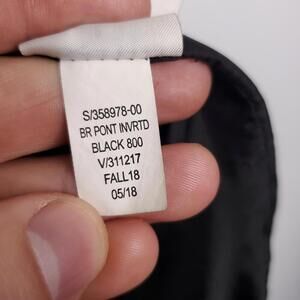 S/358978-00
BR PONT INVRTD
BLACK 800
V/311217
FALL18
05/18